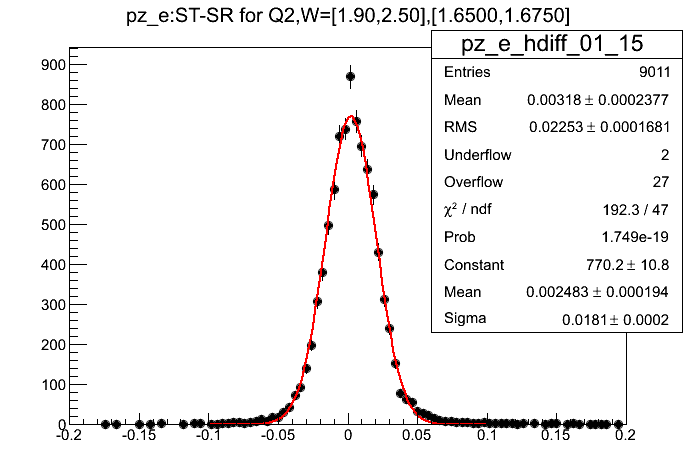 pz_e:ST-SR for Q2,W=[1.90,2.50],[1.6500,1.6750]
pz_e_hdiff_01_15
Entries 9011
Mean 0.00318 ± 0.0002377
RMS 0.02253 ± 0.0001681
Underflow 2
Overflow 27
χ² / ndf 192.3 / 47
Prob 1.749e-19
Constant 770.2 ± 10.8
Mean 0.002483 ± 0.000194
Sigma 0.0181 ± 0.0002
900
800
700
600
500
400
300
200
100
0
-0.2 -0.15 -0.1 -0.05 0 0.05 0.1 0.15 0.2